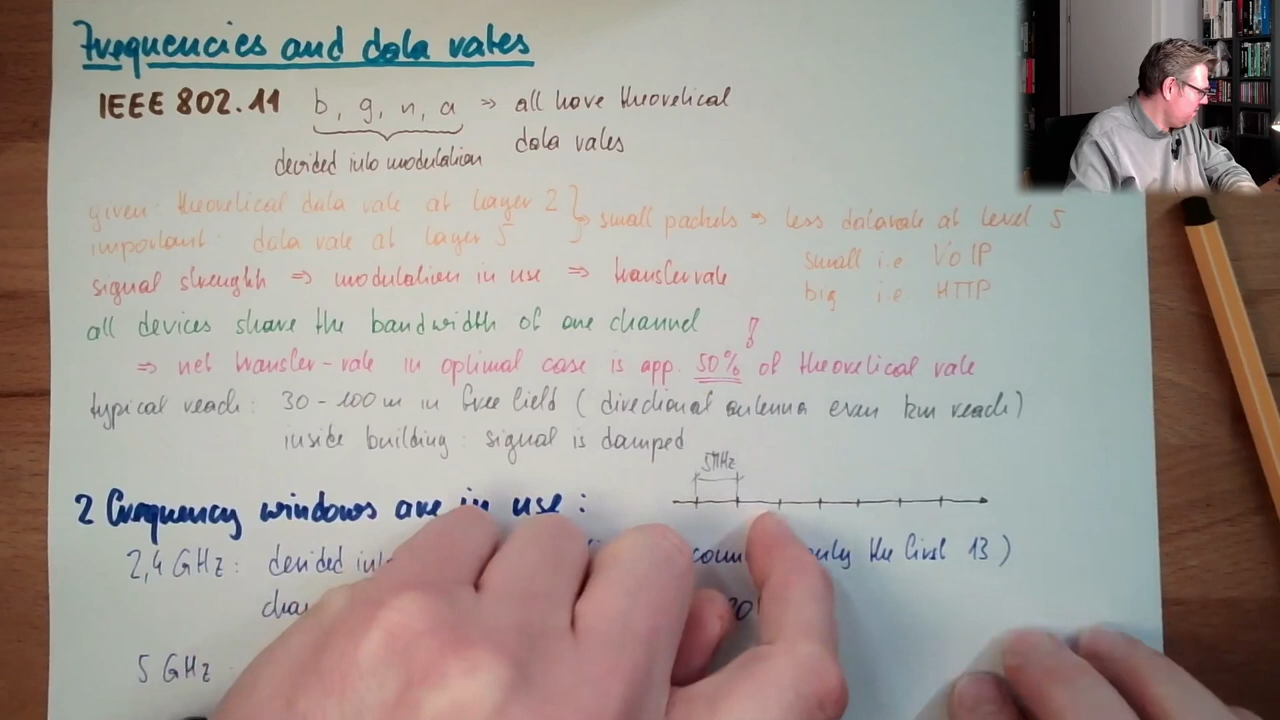 Frequencies and data rates
IEEE 802.11 b, g, n, a => all have theoretical
data rates
decided into modulation
given: theoretical data rate at layer 2
important: data rate at layer 5
small packets => less datarate at level 5
small i.e VoIP
big i.e. HTTP
signal strength => modulation in use => transferrate
all devices share the bandwidth of one channel
=> net transfer-rate in optimal case is app. 50% of theoretical rate !
typical reach: 30-100m in free field (directional antenna even km reach)
inside building: signal is damped
5MHz
2 frequency windows are in use:
2,4 GHz: decided only the first 13)
5 GHz